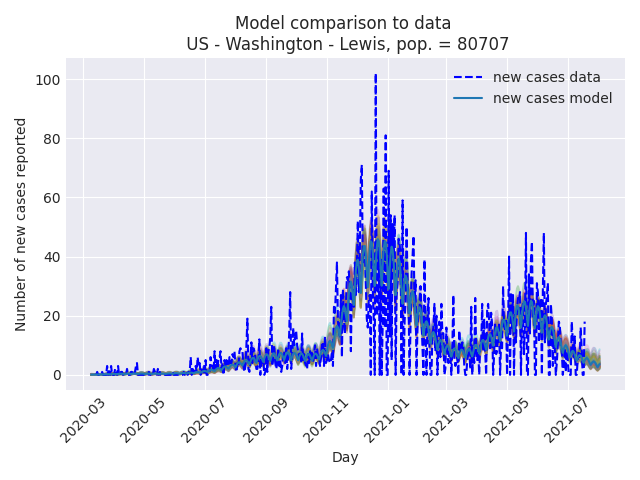 Model comparison to data
US - Washington - Lewis, pop. = 80707
new cases data
new cases model
Number of new cases reported
100
80
60
40
20
0
2020-03
2020-05
2020-07
2020-09
2020-11
2021-01
2021-03
2021-05
2021-07
Day